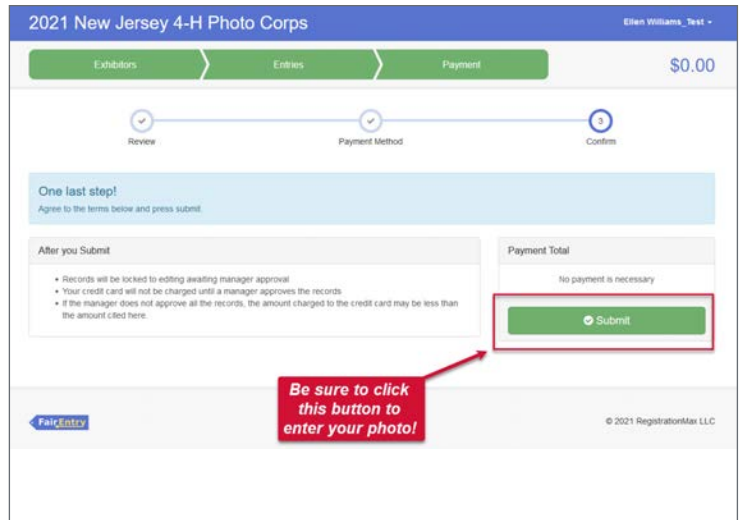 2021 New Jersey 4-H Photo Corps
Ellen Williams_Test
Exhibitors
Entries
Payment
$0.00
3
Review
Payment Method
Confirm
One last step!
Agree to the terms below and press submit.
After you Submit
Payment Total
• Records will be locked to editing awaiting manager approval
• Your credit card will not be charged until a manager approves the records
• If the manager does not approve all the records, the amount charged to the credit card may be less than
the amount cited here.
No payment is necessary
Submit
Be sure to click
this button to
enter your photo!
FairEntry
© 2021 RegistrationMax LLC